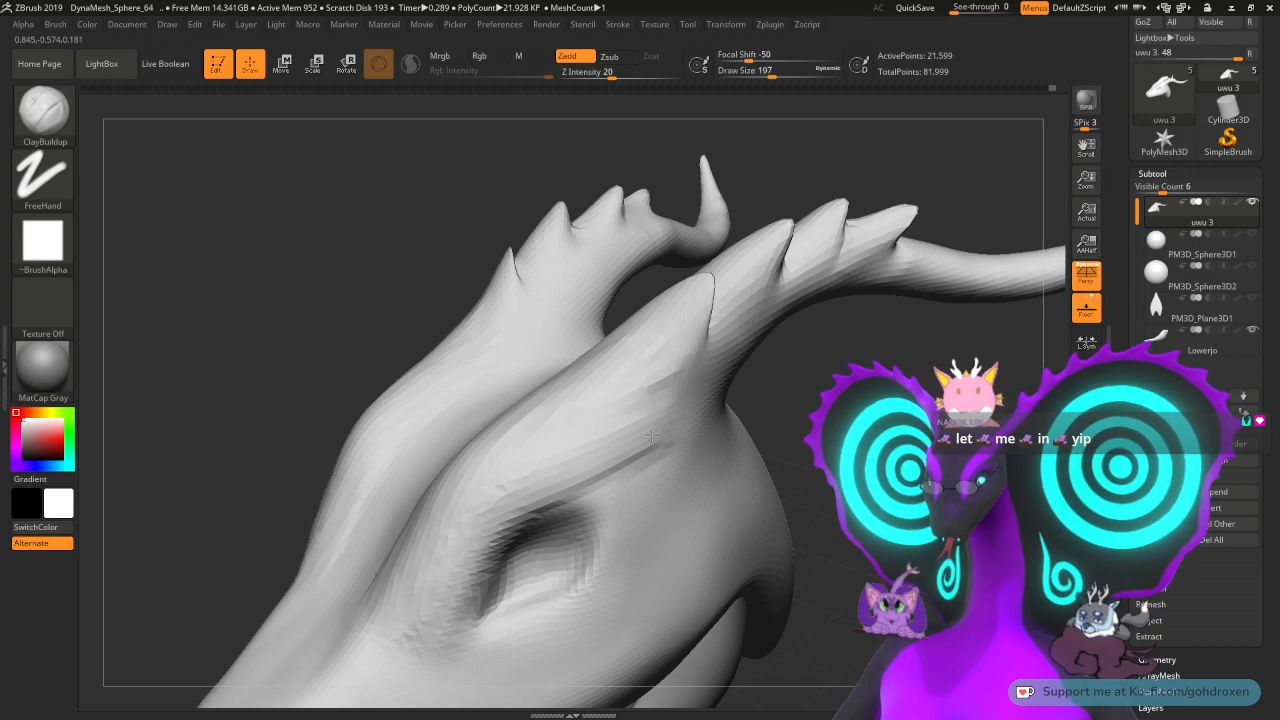 ZBrush 2019 DynaMesh_Sphere_64 .. • Free Mem 14.341GB • Active Mem 952 • Scratch Disk 193 • Timer▶0.289 • PolyCount▶21.928 KP • MeshCount▶1 AC QuickSave See-through 0 Menus DefaultZScript
Alpha Brush Color Document Draw Edit File Layer Light Macro Marker Material Movie Picker Preferences Render Stencil Stroke Texture Tool Transform Zplugin Zscript
0.845,-0.574,0.181
GoZ All Visible R
Lightbox▶Tools
uwu 3. 48 R
Home Page LightBox Live Boolean
Edit Draw Move Scale Rotate
Mrgb Rgb M
Rgb Intensity
Zadd Zsub Zcut
Z Intensity 20
Focal Shift -50
Draw Size 197 Dynamic
ActivePoints: 21,599
TotalPoints: 81,999
ClayBuildup
FreeHand
~BrushAlpha
Texture Off
MatCap Gray
Gradient
SwitchColor
Alternate
BPR
SPix 3
Scroll
Zoom
Actual
AAHalf
Dynamic
Persp
Floor
L.Sym
5 5
uwu 3
uwu 3 Cylinder3D
PolyMesh3D SimpleBrush
Subtool
Visible Count 6
uwu 3
PM3D_Sphere3D1
PM3D_Sphere3D2
PM3D_Plane3D1
Lowerjo
let me in yip
Del All
Extract
Geometry
Layers
Support me at Ko-fi.com/gohdroxen